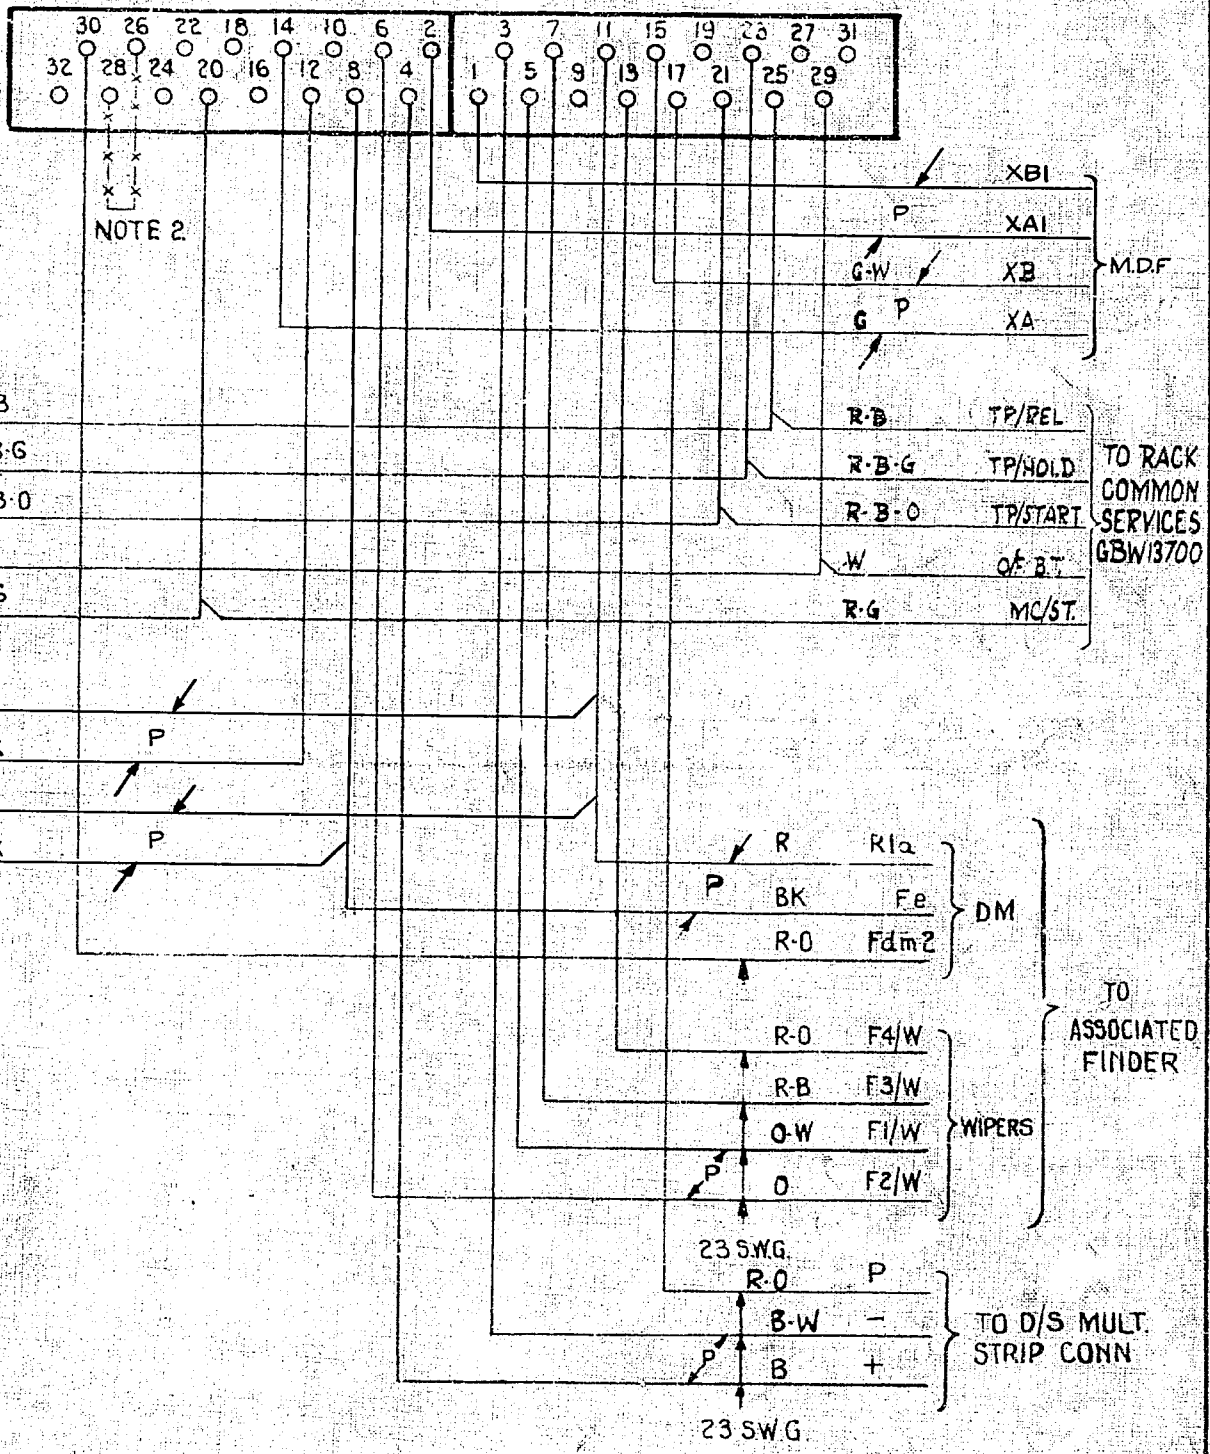 30 26 22 18 14 10 6 2 3 7 11 15 19 23 27 31
32 28 24 20 16 12 8 4 1 5 9 13 17 21 25 29
NOTE 2.
XB1
P
XA1
G-W
XB
M.D.F
G
P
XA
R-B
TP/REL
R-B-G
TP/HOLD
R-B-O
TP/START
W
O/F B.T.
R-G
MC/ST.
TO RACK
COMMON
SERVICES
GBW13700
P
P
R
R1a
P
BK
Fe
DM
R-O
Fdm2
R-O
F4/W
R-B
F3/W
O-W
F1/W
WIPERS
P
O
F2/W
TO
ASSOCIATED
FINDER
23 S.W.G.
R-O
P
B-W
-
P
B
+
TO D/S MULT.
STRIP CONN
23 S.W.G.